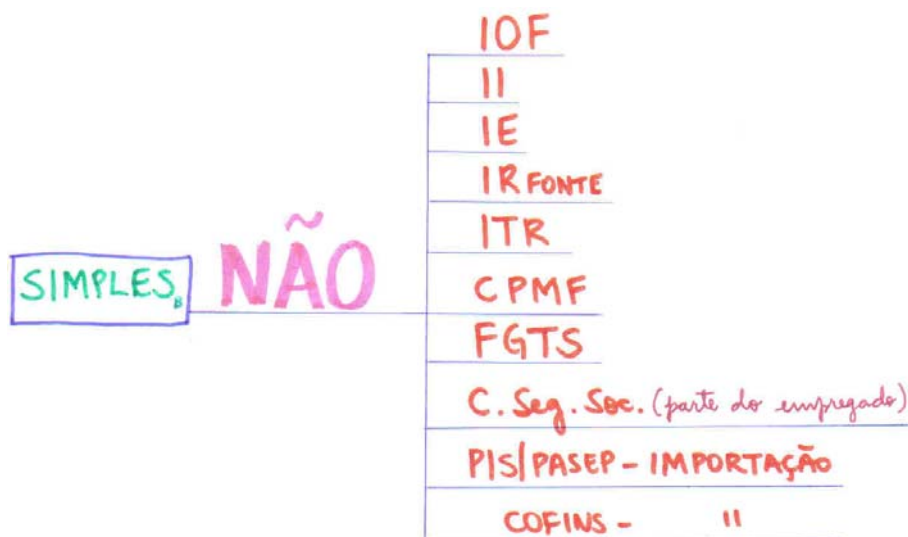 SIMPLES B
NÃO
IOF
II
IE
IR FONTE
ITR
CPMF
FGTS
C. Seg. Soc. (parte do empregado)
PIS/PASEP - IMPORTAÇÃO
COFINS - "